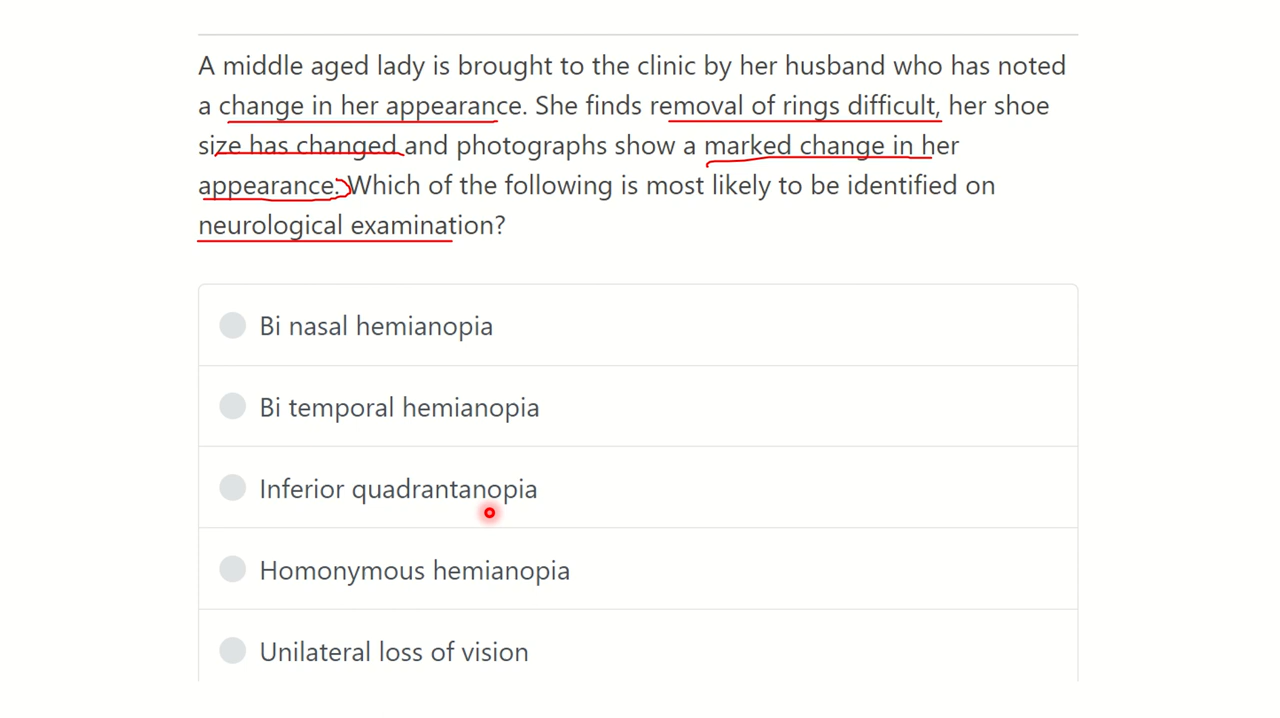 A middle aged lady is brought to the clinic by her husband who has noted
a change in her appearance. She finds removal of rings difficult, her shoe
size has changed and photographs show a marked change in her
appearance. Which of the following is most likely to be identified on
neurological examination?
Bi nasal hemianopia
Bi temporal hemianopia
Inferior quadrantanopia
Homonymous hemianopia
Unilateral loss of vision